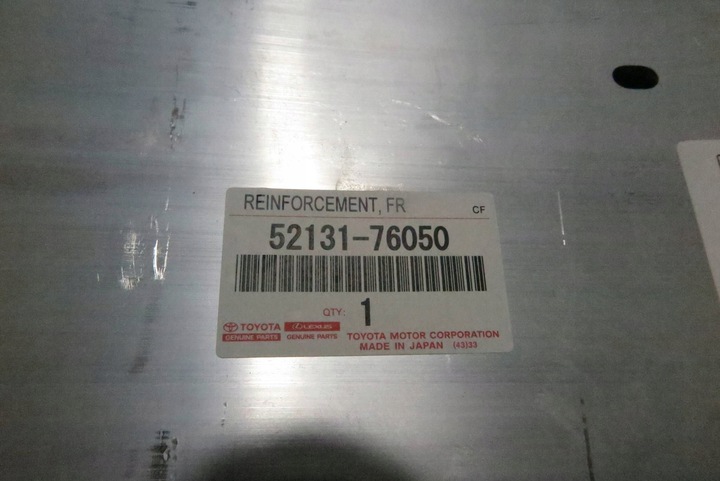 REINFORCEMENT, FR
CF
52131-76050
QTY: 1
TOYOTA
GENUINE PARTS
LEXUS
GENUINE PARTS
TOYOTA MOTOR CORPORATION
MADE IN JAPAN (43)33